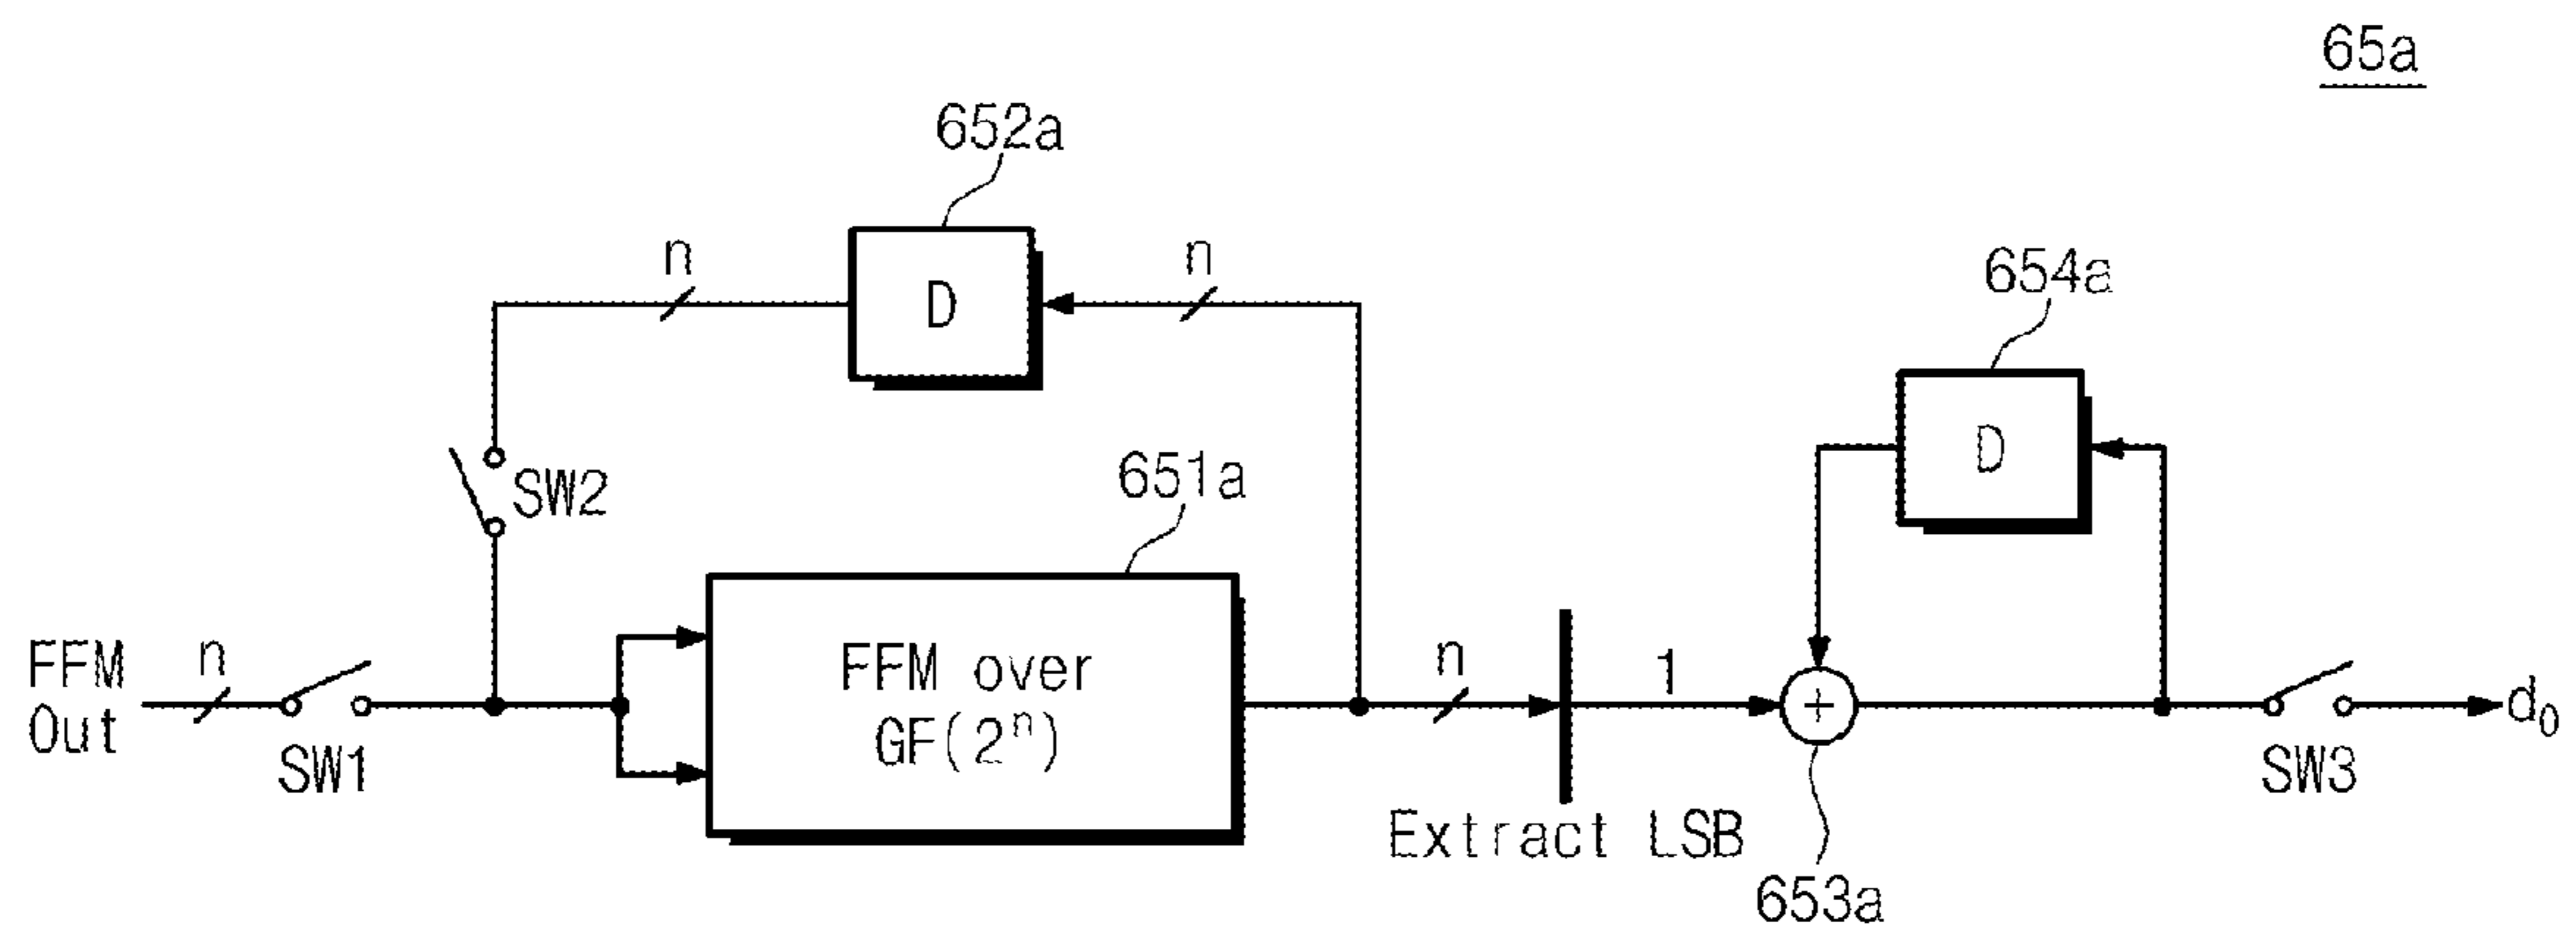 65a
652a
n
n
D
654a
D
SW2
651a
FFM
Out
n
SW1
FFM over
GF(2ⁿ)
n
1
+
d₀
SW3
Extract LSB
653a